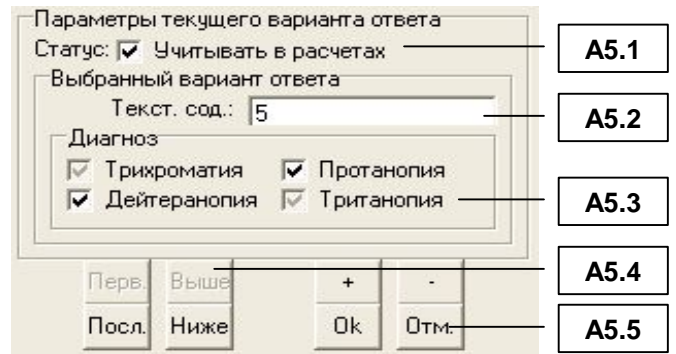 Параметры текущего варианта ответа
Статус: Учитывать в расчетах
A5.1
Выбранный вариант ответа
Текст. сод.: 5
A5.2
Диагноз
Трихроматия Протанопия
Дейтеранопия Тританопия
A5.3
A5.4
Перв. Выше + -
Посл. Ниже Ok Отм.
A5.5